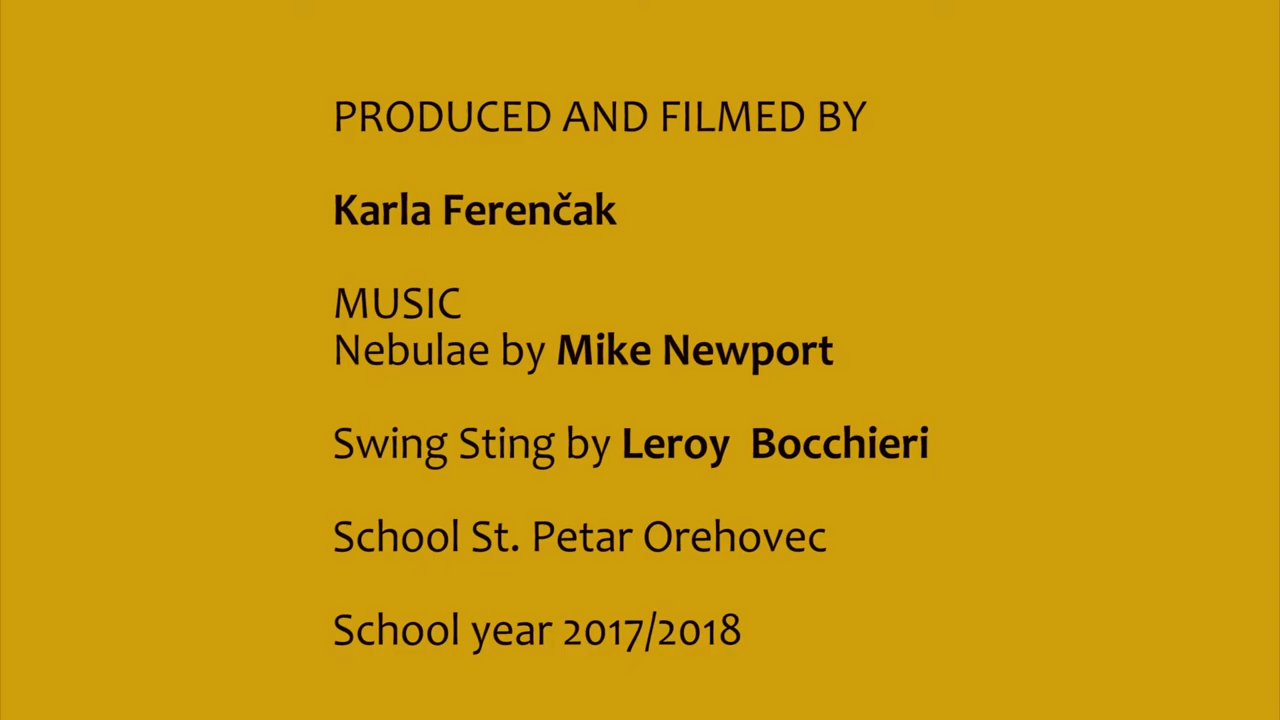 PRODUCED AND FILMED BY
Karla Ferenčak
MUSIC
Nebulae by Mike Newport
Swing Sting by Leroy  Bocchieri
School St. Petar Orehovec
School year 2017/2018